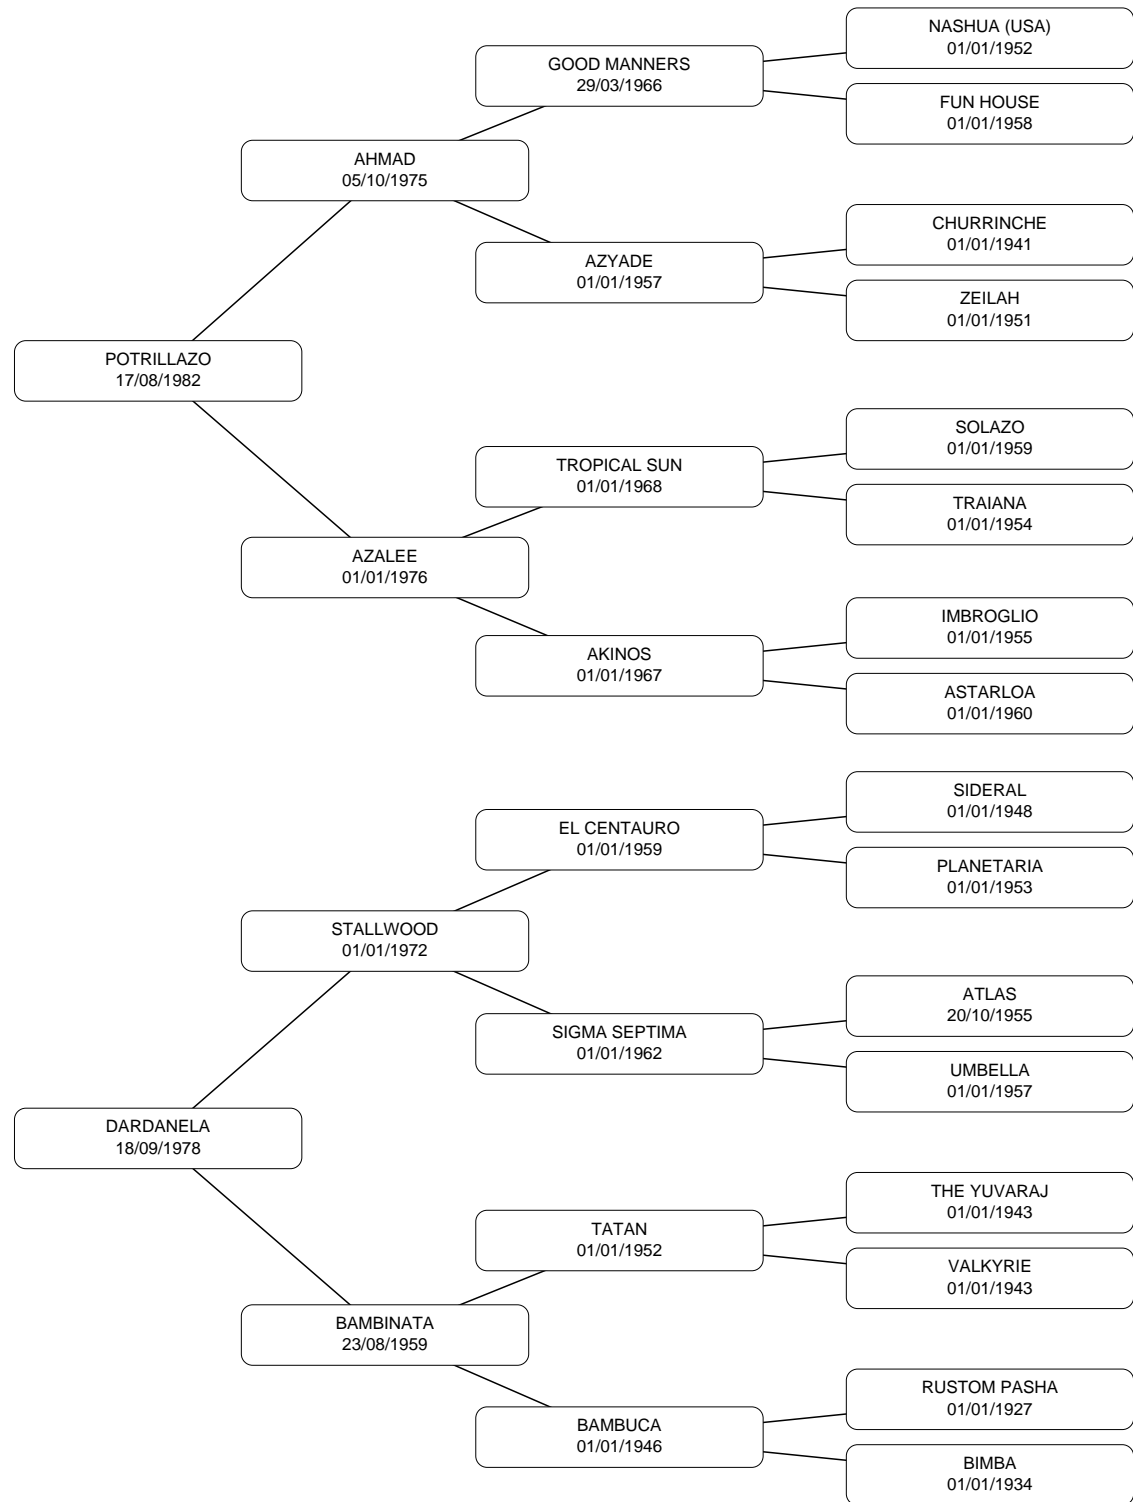 NASHUA (USA)
01/01/1952
GOOD MANNERS
29/03/1966
FUN HOUSE
01/01/1958
AHMAD
05/10/1975
CHURRINCHE
01/01/1941
AZYADE
01/01/1957
ZEILAH
01/01/1951
POTRILLAZO
17/08/1982
SOLAZO
01/01/1959
TROPICAL SUN
01/01/1968
TRAIANA
01/01/1954
AZALEE
01/01/1976
IMBROGLIO
01/01/1955
AKINOS
01/01/1967
ASTARLOA
01/01/1960
SIDERAL
01/01/1948
EL CENTAURO
01/01/1959
PLANETARIA
01/01/1953
STALLWOOD
01/01/1972
ATLAS
20/10/1955
SIGMA SEPTIMA
01/01/1962
UMBELLA
01/01/1957
DARDANELA
18/09/1978
THE YUVARAJ
01/01/1943
TATAN
01/01/1952
VALKYRIE
01/01/1943
BAMBINATA
23/08/1959
RUSTOM PASHA
01/01/1927
BAMBUCA
01/01/1946
BIMBA
01/01/1934